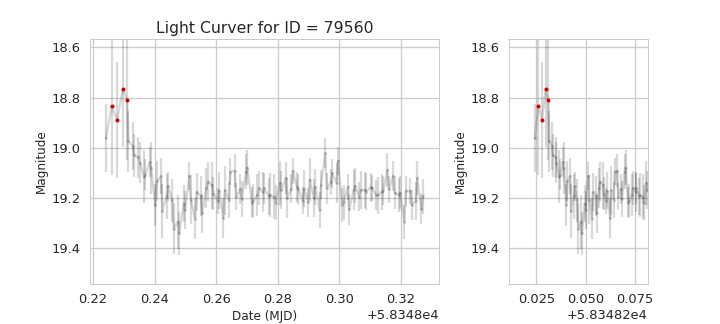 Light Curver for ID = 79560
18.6
18.8
19.0
19.2
19.4
Magnitude
0.22 0.24 0.26 0.28 0.30 0.32
Date (MJD)
+5.8348e4
18.6
18.8
19.0
19.2
19.4
Magnitude
0.025 0.050 0.075
+5.83482e4